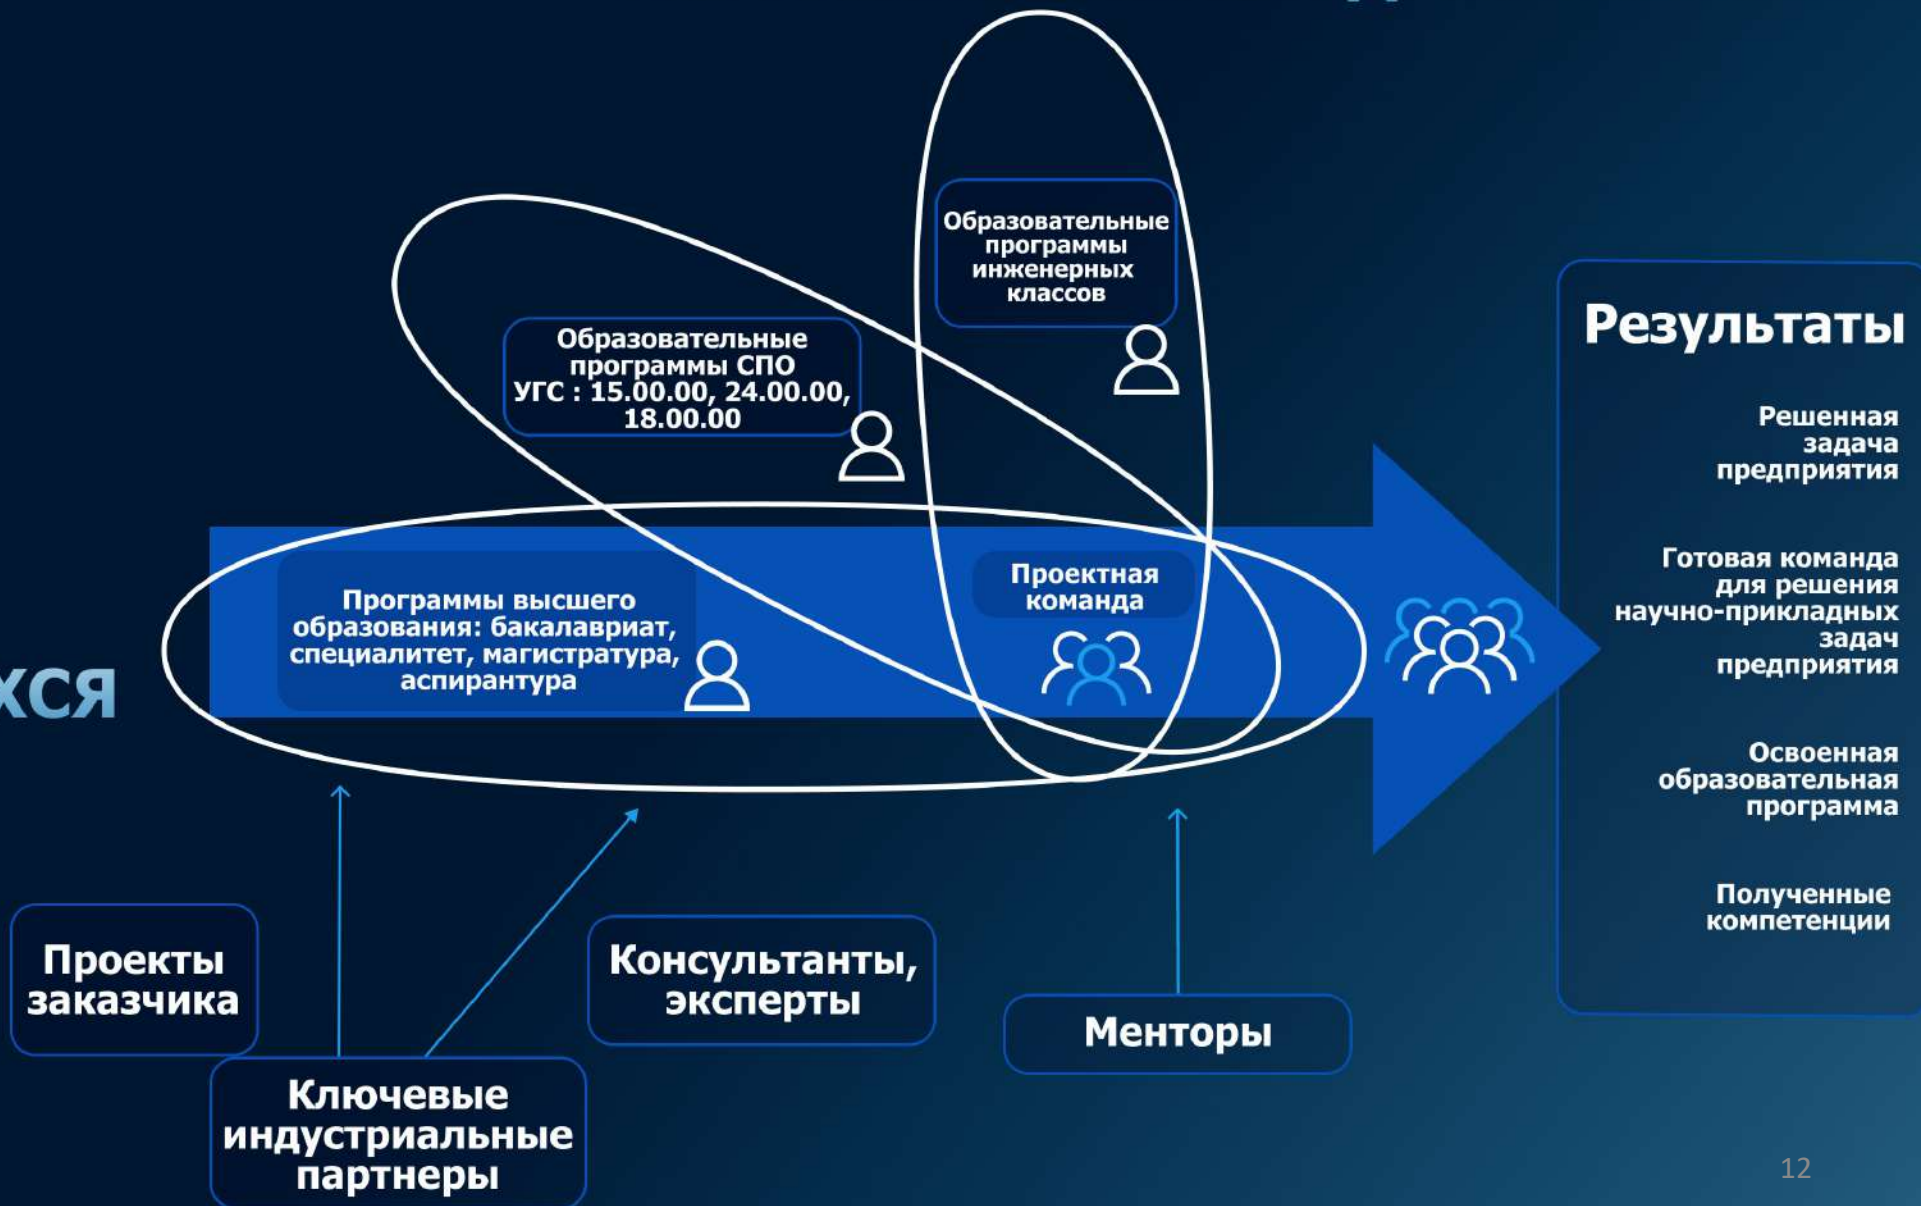 Образовательные
программы
инженерных
классов
Образовательные
программы СПО
УГС : 15.00.00, 24.00.00,
18.00.00
Программы высшего
образования: бакалавриат,
специалитет, магистратура,
аспирантура
Проектная
команда
Результаты
Решенная
задача
предприятия
Готовая команда
для решения
научно-прикладных
задач
предприятия
Освоенная
образовательная
программа
Полученные
компетенции
хся
Проекты
заказчика
Ключевые
индустриальные
партнеры
Консультанты,
эксперты
Менторы
12